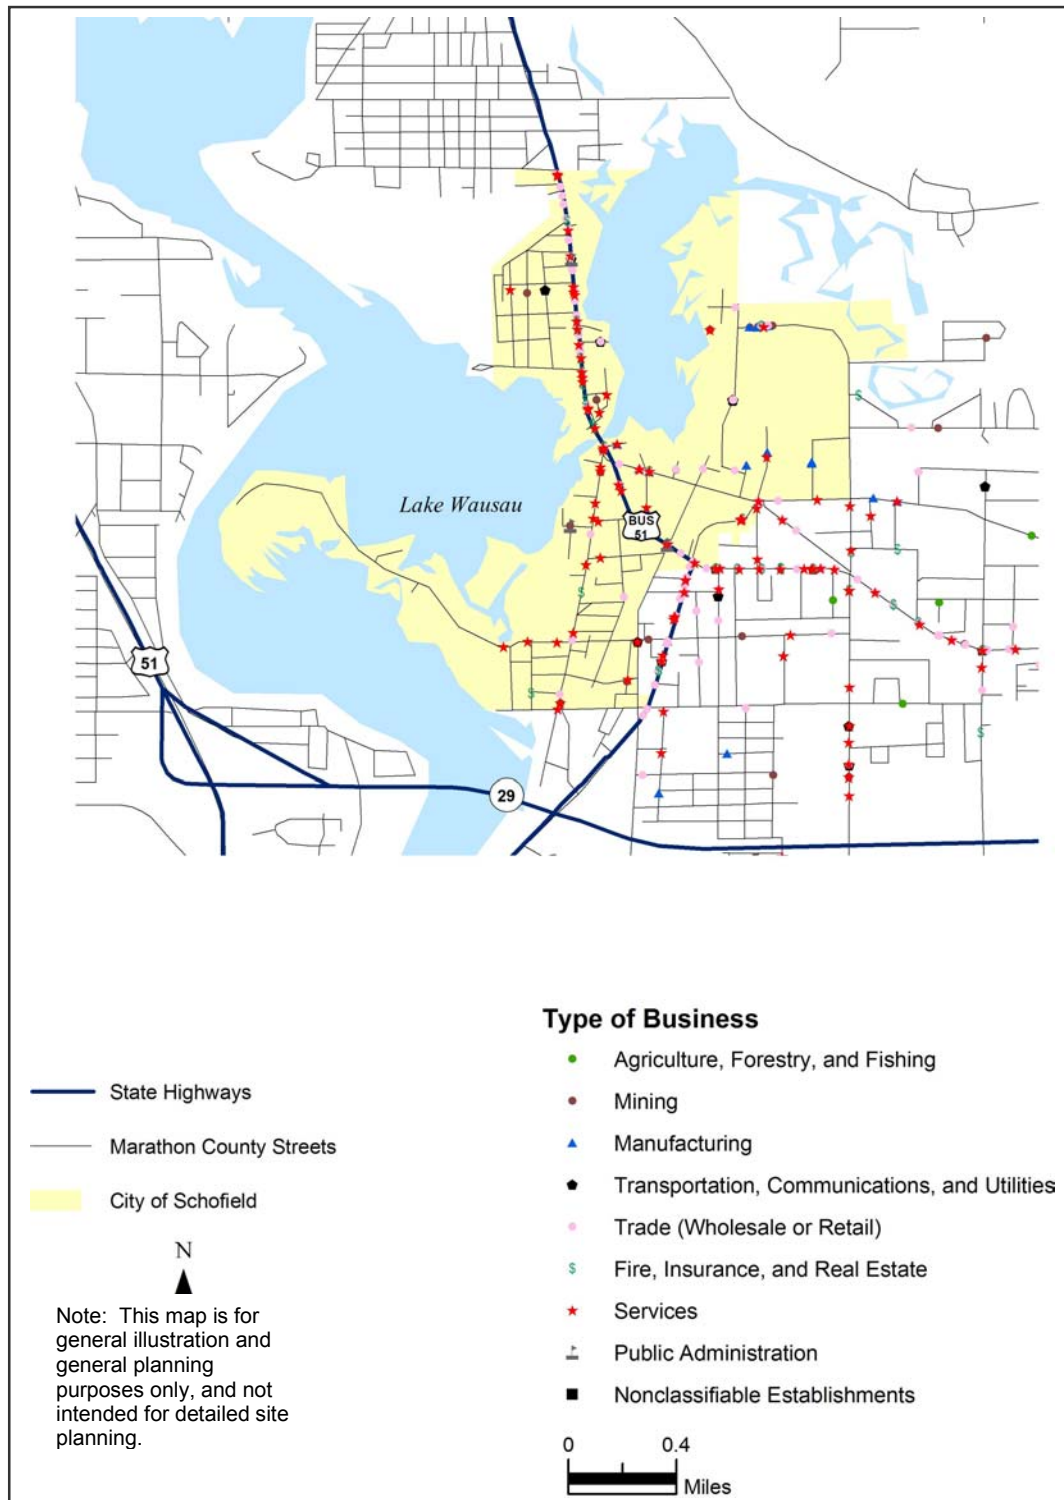 Lake Wausau
BUS
51
51
29
Type of Business
Agriculture, Forestry, and Fishing
Mining
Manufacturing
Transportation, Communications, and Utilities
Trade (Wholesale or Retail)
$ Fire, Insurance, and Real Estate
Services
Public Administration
Nonclassifiable Establishments
0 0.4
Miles
State Highways
Marathon County Streets
City of Schofield
N
Note: This map is for
general illustration and
general planning
purposes only, and not
intended for detailed site
planning.